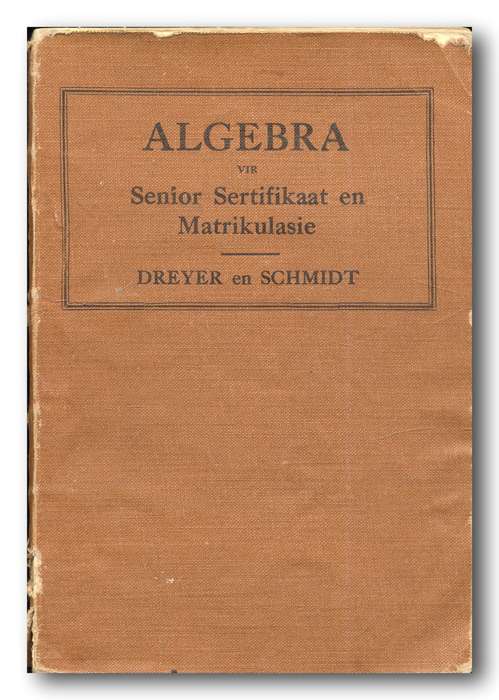 ALGEBRA
VIR
Senior Sertifikaat en
Matrikulasie
DREYER en SCHMIDT